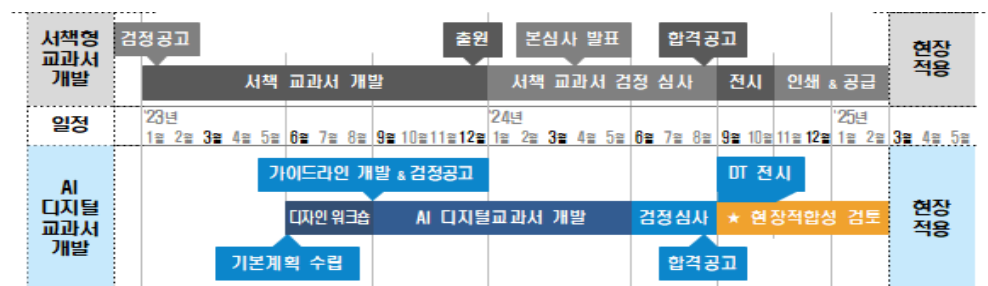 서책형
교과서
개발
검정공고
출원
본심사 발표
합격공고
서책 교과서 개발
서책 교과서 검정 심사
전시
인쇄 & 공급
현장
적용
일정
'23년
'24년
'25년
1월 2월 3월 4월 5월 6월 7월 8월 9월 10월 11월 12월 1월 2월 3월 4월 5월 6월 7월 8월 9월 10월 11월 12월 1월 2월 3월 4월 5월
AI
디지털
교과서
개발
가이드라인 개발 & 검정공고
DT 전시
디자인 워크숍
AI 디지털교과서 개발
검정심사
★ 현장적합성 검토
기본계획 수립
합격공고
현장
적용